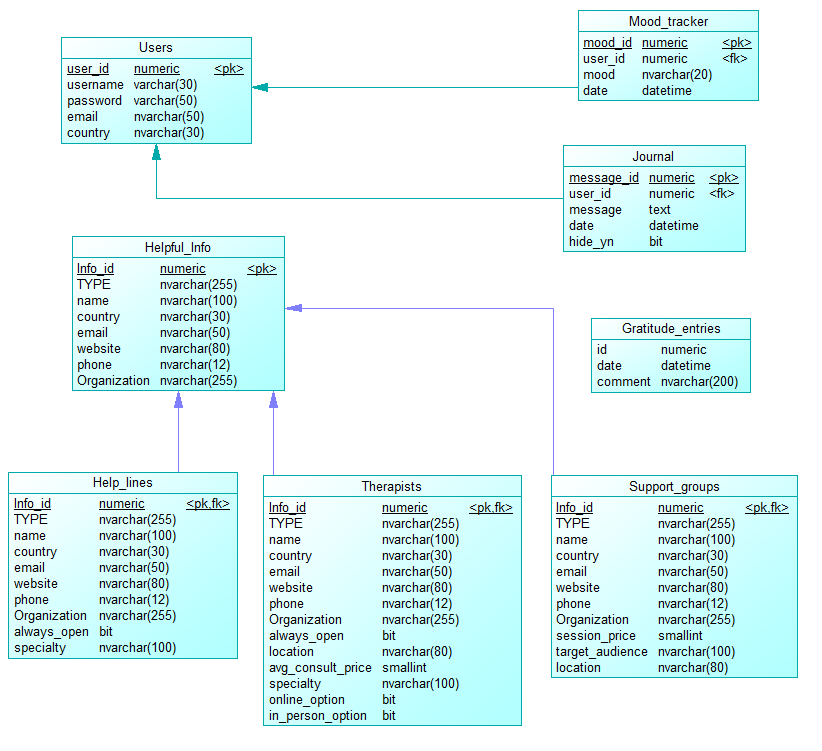 Users
user_id numeric <pk>
username varchar(30)
password varchar(50)
email nvarchar(50)
country nvarchar(30)
Mood_tracker
mood_id numeric <pk>
user_id numeric <fk>
mood nvarchar(20)
date datetime
Journal
message_id numeric <pk>
user_id numeric <fk>
message text
date datetime
hide_yn bit
Helpful_Info
Info_id numeric <pk>
TYPE nvarchar(255)
name nvarchar(100)
country nvarchar(30)
email nvarchar(50)
website nvarchar(80)
phone nvarchar(12)
Organization nvarchar(255)
Gratitude_entries
id numeric
date datetime
comment nvarchar(200)
Help_lines
Info_id numeric <pk,fk>
TYPE nvarchar(255)
name nvarchar(100)
country nvarchar(30)
email nvarchar(50)
website nvarchar(80)
phone nvarchar(12)
Organization nvarchar(255)
always_open bit
specialty nvarchar(100)
Therapists
Info_id numeric <pk,fk>
TYPE nvarchar(255)
name nvarchar(100)
country nvarchar(30)
email nvarchar(50)
website nvarchar(80)
phone nvarchar(12)
Organization nvarchar(255)
always_open bit
location nvarchar(80)
avg_consult_price smallint
specialty nvarchar(100)
online_option bit
in_person_option bit
Support_groups
Info_id numeric <pk,fk>
TYPE nvarchar(255)
name nvarchar(100)
country nvarchar(30)
email nvarchar(50)
website nvarchar(80)
phone nvarchar(12)
Organization nvarchar(255)
session_price smallint
target_audience nvarchar(100)
location nvarchar(80)